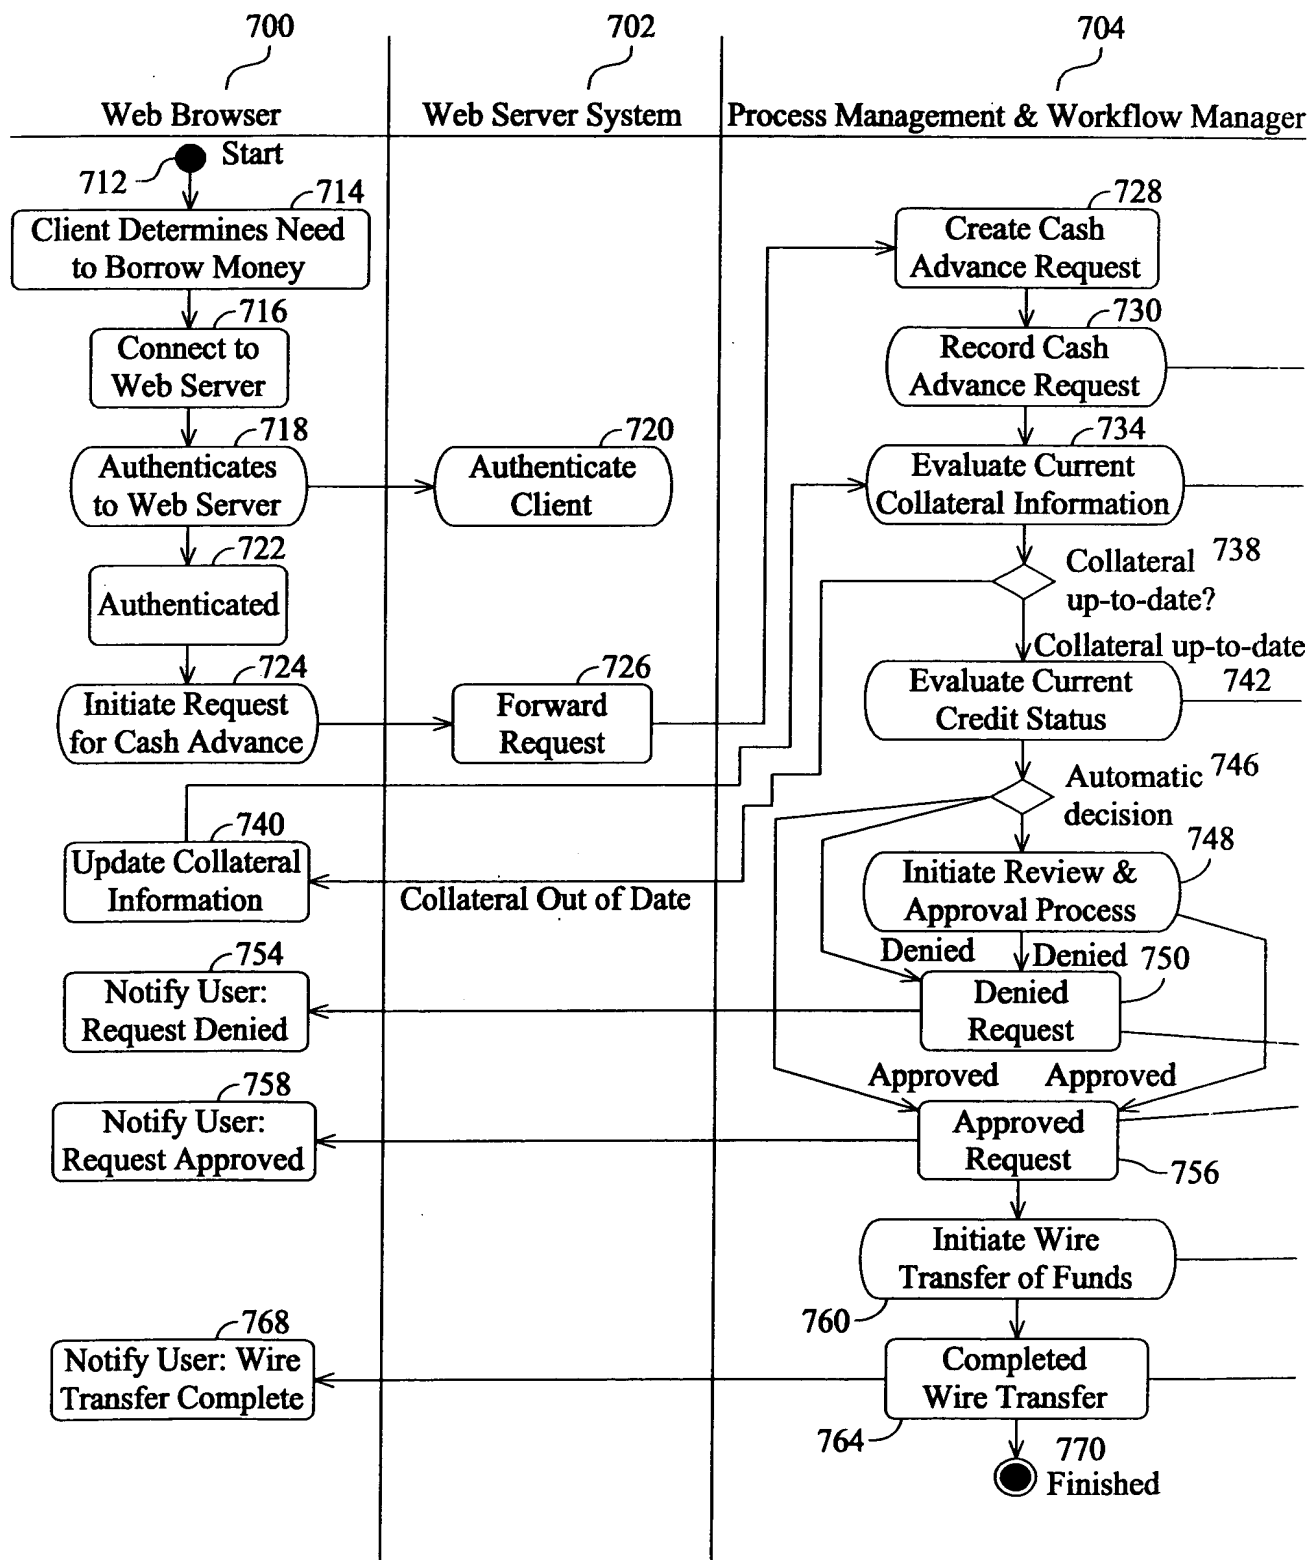 700
702
704
Web Browser
Web Server System
Process Management & Workflow Manager
Start
712
714
Client Determines Need
to Borrow Money
716
Connect to
Web Server
718
Authenticates
to Web Server
720
Authenticate
Client
722
Authenticated
724
Initiate Request
for Cash Advance
726
Forward
Request
728
Create Cash
Advance Request
730
Record Cash
Advance Request
734
Evaluate Current
Collateral Information
Collateral 738
up-to-date?
Collateral up-to-date
Evaluate Current
Credit Status
742
Automatic 746
decision
740
Update Collateral
Information
Collateral Out of Date
748
Initiate Review &
Approval Process
Denied
Denied
750
Denied
Request
754
Notify User:
Request Denied
Approved
Approved
758
Notify User:
Request Approved
Approved
Request
756
Initiate Wire
Transfer of Funds
760
768
Notify User: Wire
Transfer Complete
Completed
Wire Transfer
764
770
Finished